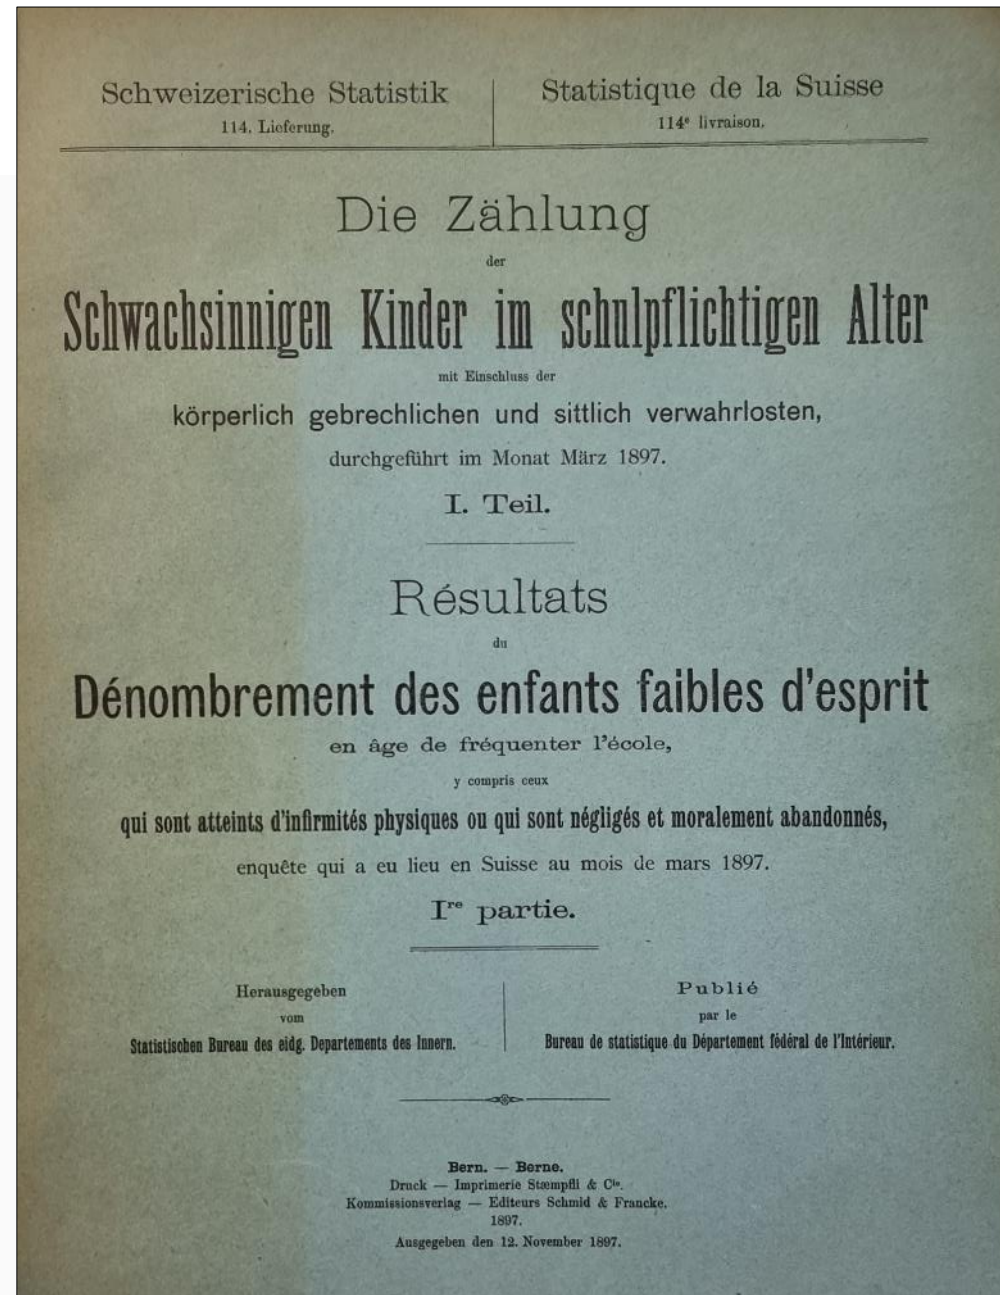 Schweizerische Statistik
114. Lieferung.
Statistique de la Suisse
114e livraison.
Die Zählung
der
Schwachsinnigen Kinder im schulpflichtigen Alter
mit Einschluss der
körperlich gebrechlichen und sittlich verwahrlosten,
durchgeführt im Monat März 1897.
I. Teil.
Résultats
du
Dénombrement des enfants faibles d'esprit
en âge de fréquenter l'école,
y compris ceux
qui sont atteints d'infirmités physiques ou qui sont négligés et moralement abandonnés,
enquête qui a eu lieu en Suisse au mois de mars 1897.
Ire partie.
Herausgegeben
vom
Statistischen Bureau des eidg. Departements des Innern.
Publié
par le
Bureau de statistique du Département fédéral de l'Intérieur.
Bern. — Berne.
Druck — Imprimerie Stæmpfli & Cie.
Kommissionsverlag — Editeurs Schmid & Francke.
1897.
Ausgegeben den 12. November 1897.